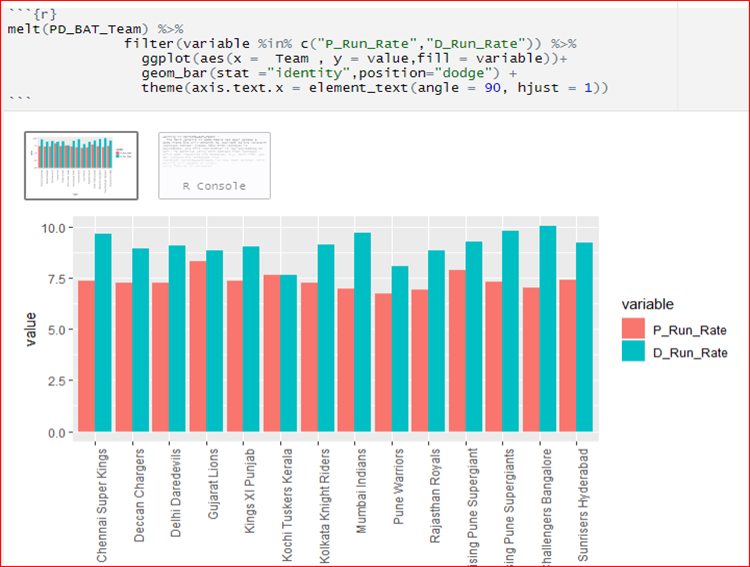 ```{r}
melt(PD_BAT_Team) %>%
filter(variable %in% c("P_Run_Rate","D_Run_Rate")) %>%
ggplot(aes(x =  Team , y = value,fill = variable))+
geom_bar(stat ="identity",position="dodge") +
theme(axis.text.x = element_text(angle = 90, hjust = 1))
```
R Console
10.0
7.5
5.0
2.5
0.0
value
Chennai Super Kings
Deccan Chargers
Delhi Daredevils
Gujarat Lions
Kings XI Punjab
Kochi Tuskers Kerala
Kolkata Knight Riders
Mumbai Indians
Pune Warriors
Rajasthan Royals
ising Pune Supergiant
sing Pune Supergiants
Challengers Bangalore
Sunrisers Hyderabad
variable
P_Run_Rate
D_Run_Rate